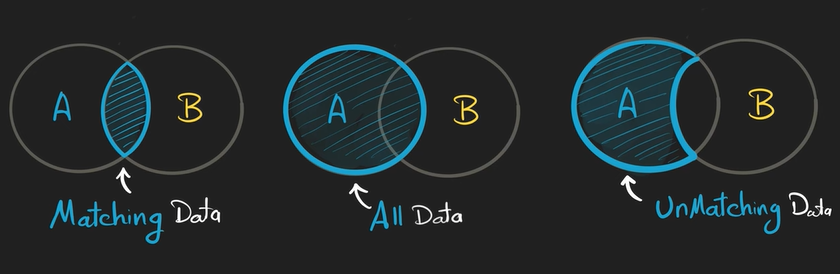 A B
Matching Data
A B
All Data
A B
UnMatching Data